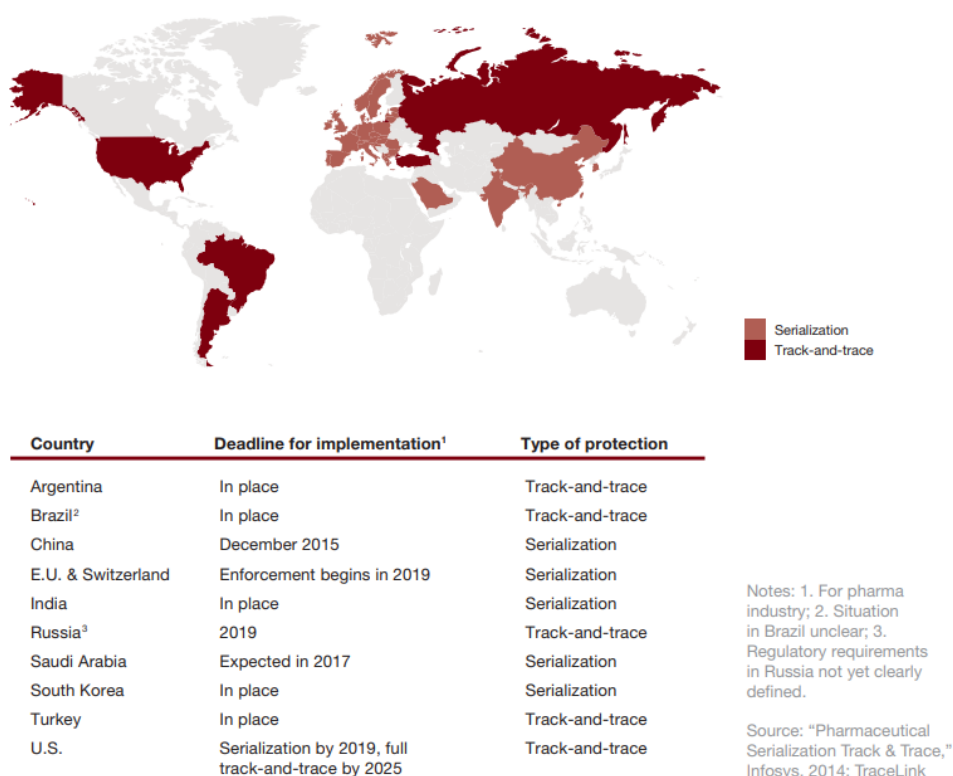 Serialization
Track-and-trace
Country Deadline for implementation¹ Type of protection
Argentina In place Track-and-trace
Brazil² In place Track-and-trace
China December 2015 Serialization
E.U. & Switzerland Enforcement begins in 2019 Serialization
India In place Serialization
Russia³ 2019 Track-and-trace
Saudi Arabia Expected in 2017 Serialization
South Korea In place Serialization
Turkey In place Track-and-trace
U.S. Serialization by 2019, full Track-and-trace
track-and-trace by 2025
Notes: 1. For pharma
industry; 2. Situation
in Brazil unclear; 3.
Regulatory requirements
in Russia not yet clearly
defined.
Source: “Pharmaceutical
Serialization Track & Trace,”
Infosys, 2014; TraceLink